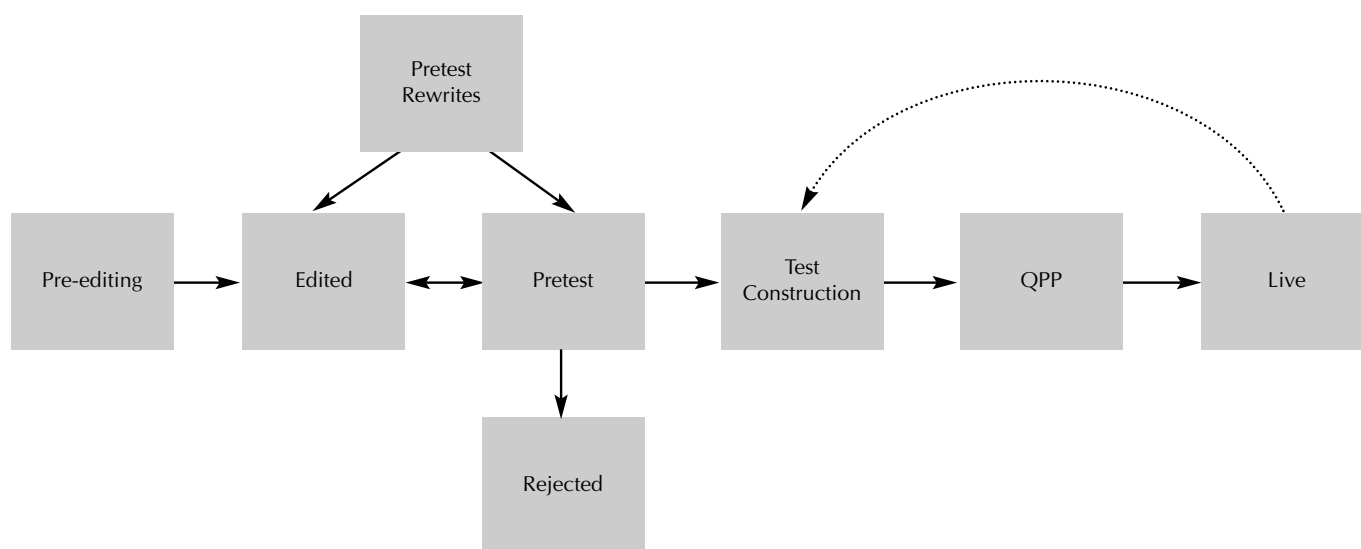 Pretest
Rewrites
Pre-editing
Edited
Pretest
Test
Construction
QPP
Live
Rejected